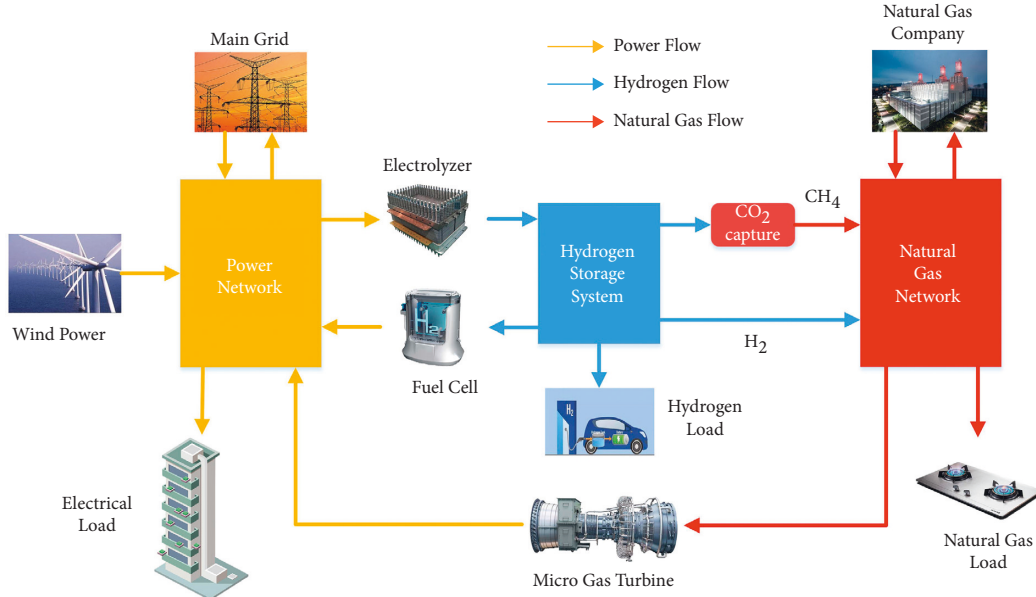 Main Grid
Power Flow
Hydrogen Flow
Natural Gas Flow
Natural Gas
Company
Electrolyzer
CO2
capture
CH4
Power
Network
Hydrogen
Storage
System
Natural
Gas
Network
Wind Power
H2
H2
Fuel Cell
H2
Hydrogen
Load
Electrical
Load
Micro Gas Turbine
Natural Gas
Load